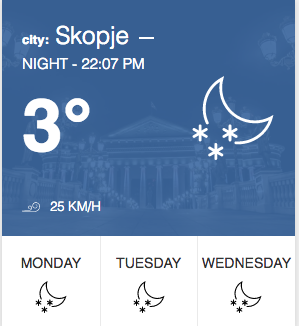 city: Skopje —
NIGHT - 22:07 PM
3°
25 KM/H
MONDAY TUESDAY WEDNESDAY